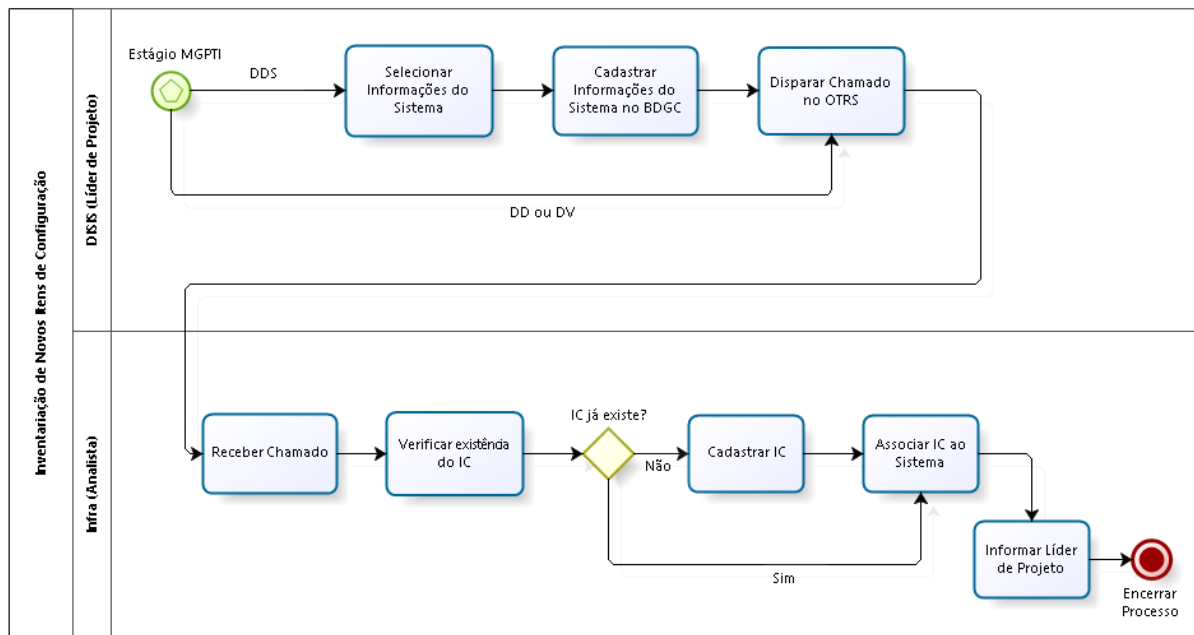 Inventariação de Novos Itens de Configuração
DISIS (Líder de Projeto)
Estágio MGPTI
DDS
Selecionar
Informações do
Sistema
Cadastrar
Informações do
Sistema no BDGC
Disparar Chamado
no OTRS
DD ou DV
Infra (Analista)
Receber Chamado
Verificar existência
do IC
IC já existe?
Não
Cadastrar IC
Associar IC ao
Sistema
Sim
Informar Líder
de Projeto
Encerrar
Processo